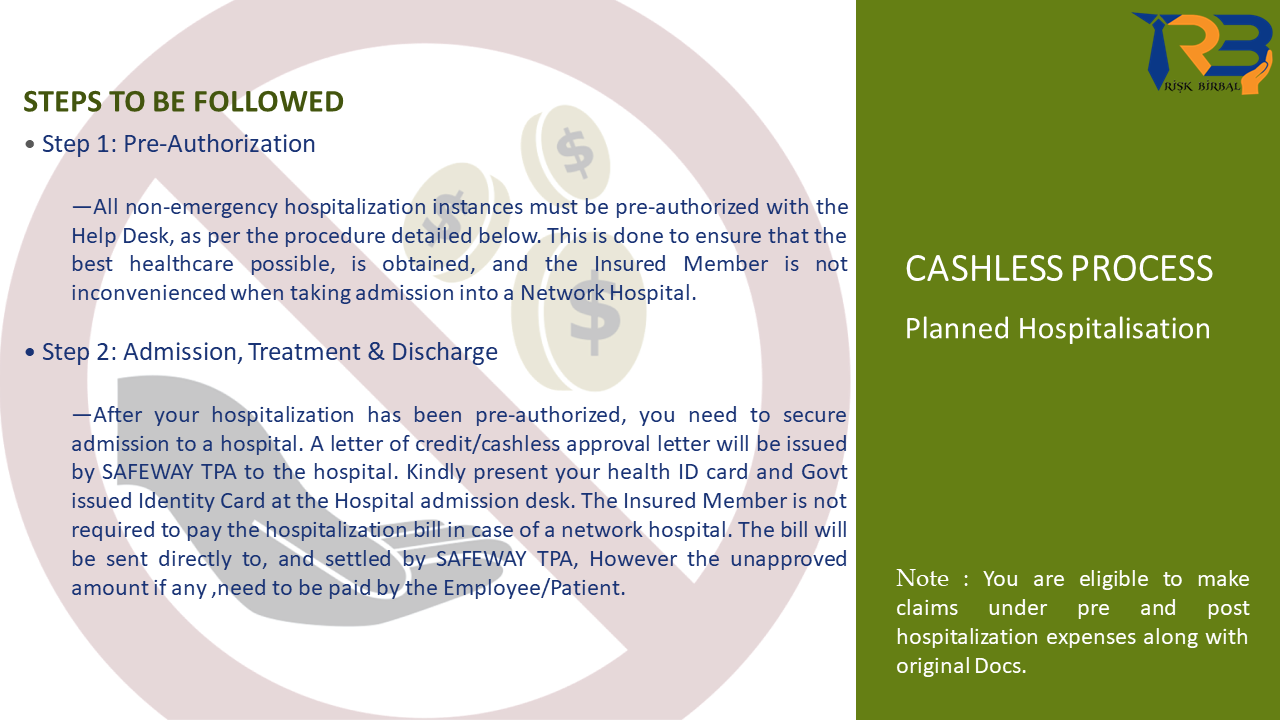 STEPS TO BE FOLLOWED
• Step 1: Pre-Authorization
—All non-emergency hospitalization instances must be pre-authorized with the
Help Desk, as per the procedure detailed below. This is done to ensure that the
best healthcare possible, is obtained, and the Insured Member is not
inconvenienced when taking admission into a Network Hospital.
• Step 2: Admission, Treatment & Discharge
—After your hospitalization has been pre-authorized, you need to secure
admission to a hospital. A letter of credit/cashless approval letter will be issued
by SAFEWAY TPA to the hospital. Kindly present your health ID card and Govt
issued Identity Card at the Hospital admission desk. The Insured Member is not
required to pay the hospitalization bill in case of a network hospital. The bill will
be sent directly to, and settled by SAFEWAY TPA, However the unapproved
amount if any ,need to be paid by the Employee/Patient.
RB
RiSK BiRBAL
CASHLESS PROCESS
Planned Hospitalisation
Note : You are eligible to make
claims under pre and post
hospitalization expenses along with
original Docs.
$
$
$